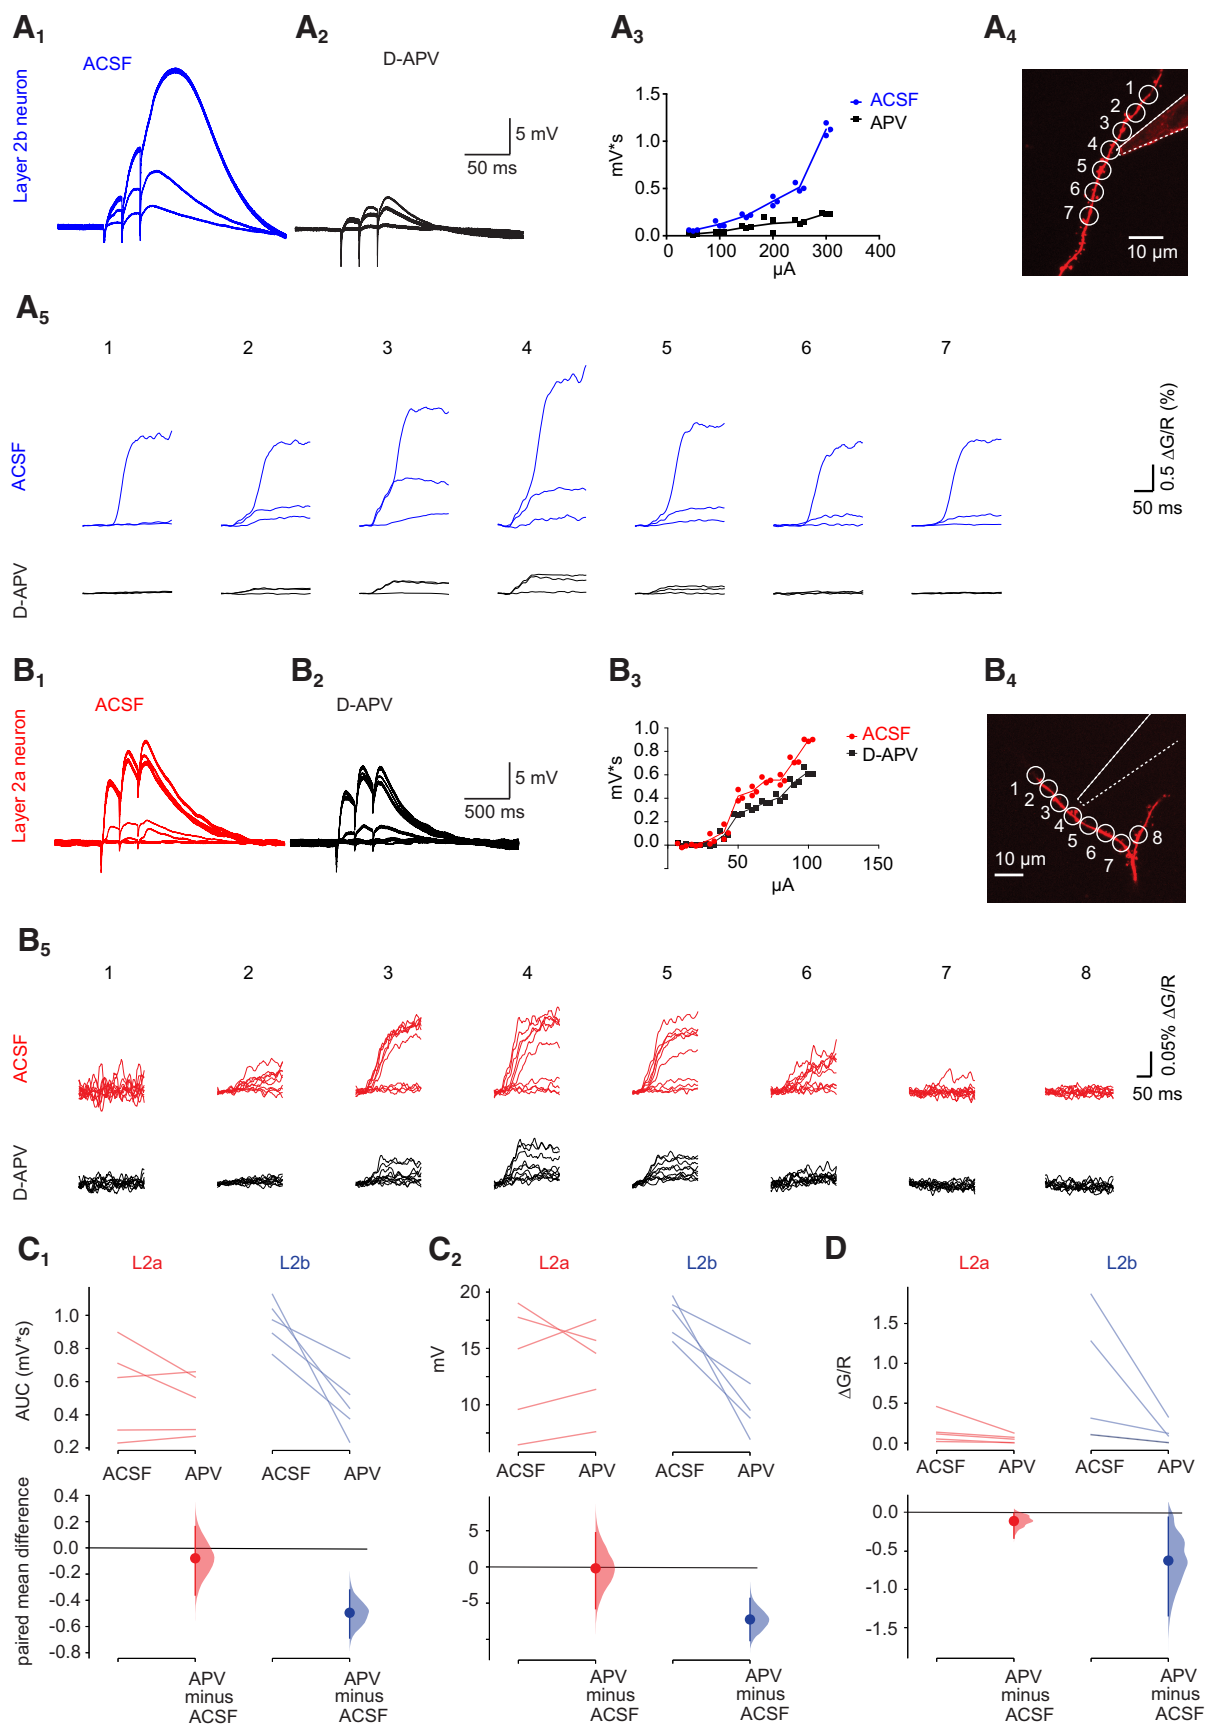 A1
A2
A3
A4
Layer 2b neuron
ACSF
D-APV
5 mV
50 ms
mV*s
1.5
1.0
0.5
0.0
0 100 200 300 400
µA
ACSF
APV
1
2
3
4
5
6
7
10 µm
A5
1 2 3 4 5 6 7
ACSF
D-APV
0.5 ΔG/R (%)
50 ms
B1
B2
B3
B4
Layer 2a neuron
ACSF
D-APV
5 mV
500 ms
mV*s
1.0
0.8
0.6
0.4
0.2
0.0
50 100 150
µA
ACSF
D-APV
1
2
3
4
5
6
7
8
10 µm
B5
1 2 3 4 5 6 7 8
ACSF
D-APV
0.05% ΔG/R
50 ms
C1
L2a L2b
AUC (mV*s)
1.0
0.8
0.6
0.4
0.2
ACSF APV ACSF APV
paired mean difference
0.4
0.2
0.0
-0.2
-0.4
-0.6
-0.8
APV minus ACSF
APV minus ACSF
C2
L2a L2b
mV
20
15
10
ACSF APV ACSF APV
5
0
-5
APV minus ACSF
APV minus ACSF
D
L2a L2b
ΔG/R
1.5
1.0
0.5
0.0
ACSF APV ACSF APV
0.0
-0.5
-1.0
-1.5
APV minus ACSF
APV minus ACSF